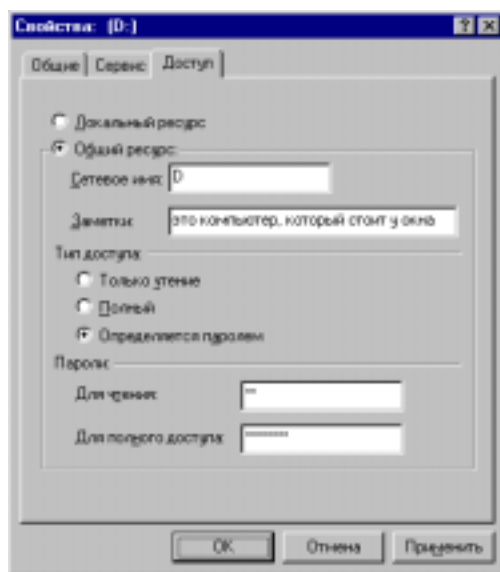 Свойства: (D:)
Общие Сервис Доступ
Локальный ресурс
Общий ресурс:
Сетевое имя: D
Заметки: это компьютер, который стоит у окна
Тип доступа:
Только чтение
Полный
Определяется паролем
Пароли:
Для чтения: **
Для полного доступа: ********
OK Отмена Применить